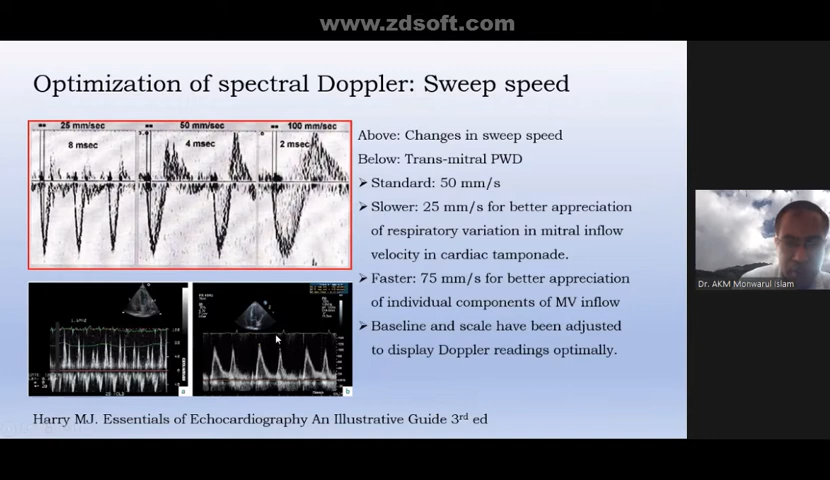 www.zdsoft.com
Optimization of spectral Doppler: Sweep speed
25 mm/sec
50 mm/sec
100 mm/sec
8 msec
4 msec
2 msec
Above: Changes in sweep speed
Below: Trans-mitral PWD
➢ Standard: 50 mm/s
➢ Slower: 25 mm/s for better appreciation
of respiratory variation in mitral inflow
velocity in cardiac tamponade.
➢ Faster: 75 mm/s for better appreciation
of individual components of MV inflow
➢ Baseline and scale have been adjusted
to display Doppler readings optimally.
a
b
Harry MJ. Essentials of Echocardiography An Illustrative Guide 3rd ed
Dr. AKM Monwarul Islam